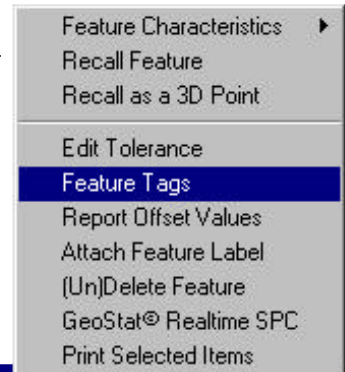 Feature Characteristics
Recall Feature
Recall as a 3D Point
Edit Tolerance
Feature Tags
Report Offset Values
Attach Feature Label
(Un)Delete Feature
GeoStat© Realtime SPC
Print Selected Items